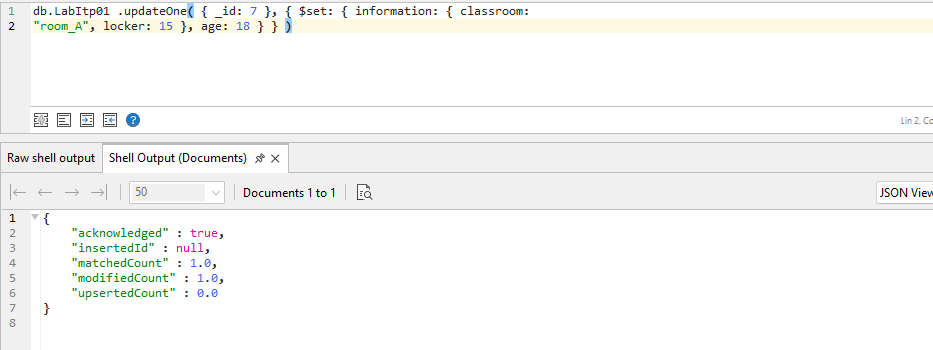 1 db.LabItp01 .updateOne( { _id: 7 }, { $set: { information: { classroom:
2 "room_A", locker: 15 }, age: 18 } } )
Lin 2, Co
Raw shell output Shell Output (Documents)
50 Documents 1 to 1 JSON View
1 {
2 "acknowledged" : true,
3 "insertedId" : null,
4 "matchedCount" : 1.0,
5 "modifiedCount" : 1.0,
6 "upsertedCount" : 0.0
7 }
8